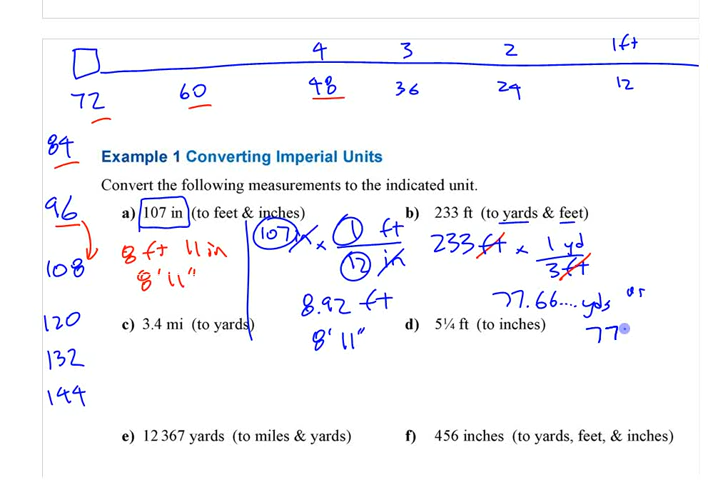 4 3 2 1ft
72 60 48 36 24 12
84
Example 1 Converting Imperial Units
Convert the following measurements to the indicated unit.
96
a) 107 in (to feet & inches)
107 in × 1 ft
12 in
b) 233 ft (to yards & feet)
8 ft 11 in
8' 11"
233 ft × 1 yd
3 ft
108
8.92 ft
77.66.... yds or
120
c) 3.4 mi (to yards)
8' 11"
d) 5¼ ft (to inches)
77
132
144
e) 12 367 yards (to miles & yards)
f) 456 inches (to yards, feet, & inches)